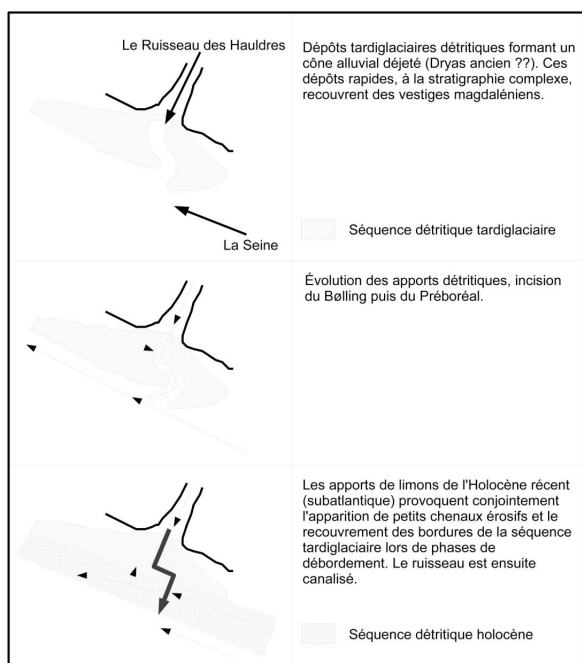 Le Ruisseau des Hauldres
La Seine
Dépôts tardiglaciaires détritiques formant un
cône alluvial déjeté (Dryas ancien ??). Ces
dépôts rapides, à la stratigraphie complexe,
recouvrent des vestiges magdaléniens.
Séquence détritique tardiglaciaire
Évolution des apports détritiques, incision
du Bølling puis du Préboréal.
Les apports de limons de l'Holocène récent
(subatlantique) provoquent conjointement
l'apparition de petits chenaux érosifs et le
recouvrement des bordures de la séquence
tardiglaciaire lors de phases de
débordement. Le ruisseau est ensuite
canalisé.
Séquence détritique holocène